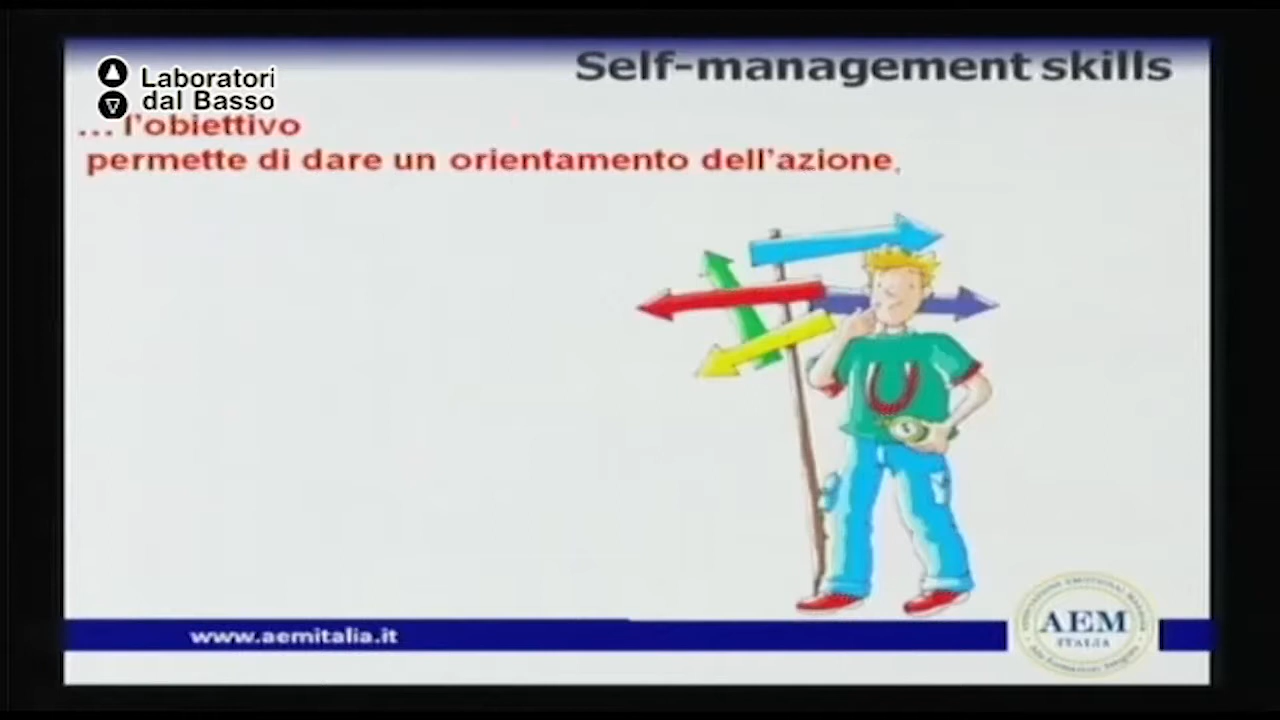 Self-management skills
Laboratori
dal Basso
... l'obiettivo
permette di dare un orientamento dell'azione.
www.aemitalia.it
AEM
ITALIA